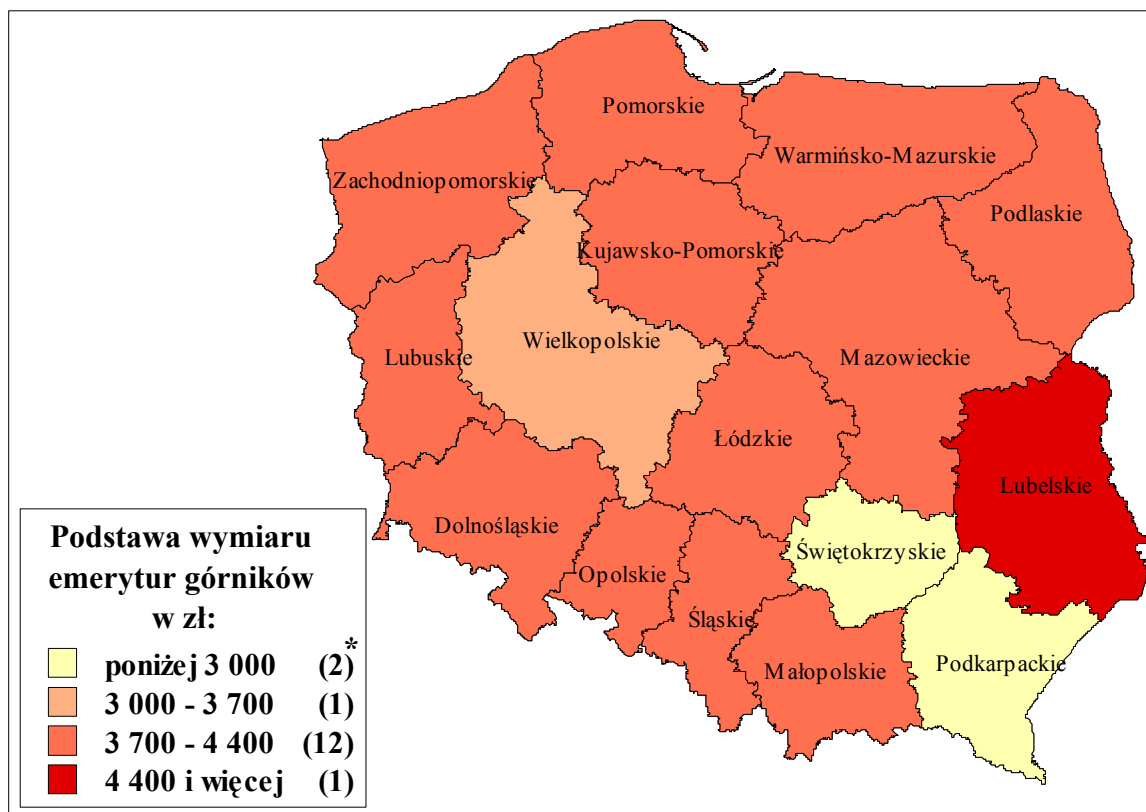 Pomorskie
Warmińsko-Mazurskie
Zachodniopomorskie
Podlaskie
Kujawsko-Pomorskie
Wielkopolskie
Lubuskie
Mazowieckie
Łódzkie
Lubelskie
Dolnośląskie
Świętokrzyskie
Opolskie
Śląskie
Małopolskie
Podkarpackie
Podstawa wymiaru
emerytur górników
w zł:
poniżej 3 000 (2)*
3 000 - 3 700 (1)
3 700 - 4 400 (12)
4 400 i więcej (1)